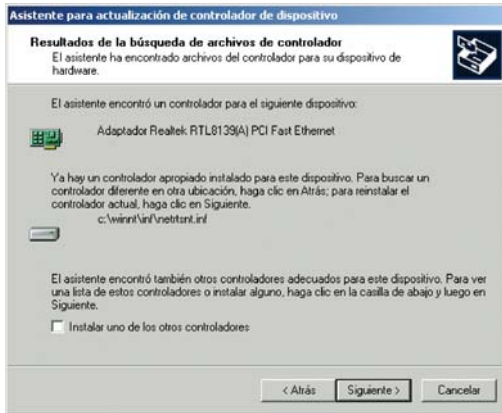 Asistente para actualización de controlador de dispositivo
Resultados de la búsqueda de archivos de controlador
El asistente ha encontrado archivos del controlador para su dispositivo de
hardware.
El asistente encontró un controlador para el siguiente dispositivo:
Adaptador Realtek RTL8139(A) PCI Fast Ethernet
Ya hay un controlador apropiado instalado para este dispositivo. Para buscar un
controlador diferente en otra ubicación, haga clic en Atrás; para reinstalar el
controlador actual, haga clic en Siguiente.
c:\winnt\inf\netrtsnt.inf
El asistente encontró también otros controladores adecuados para este dispositivo. Para ver
una lista de estos controladores o instalar alguno, haga clic en la casilla de abajo y luego en
Siguiente.
Instalar uno de los otros controladores
< Atrás Siguiente > Cancelar